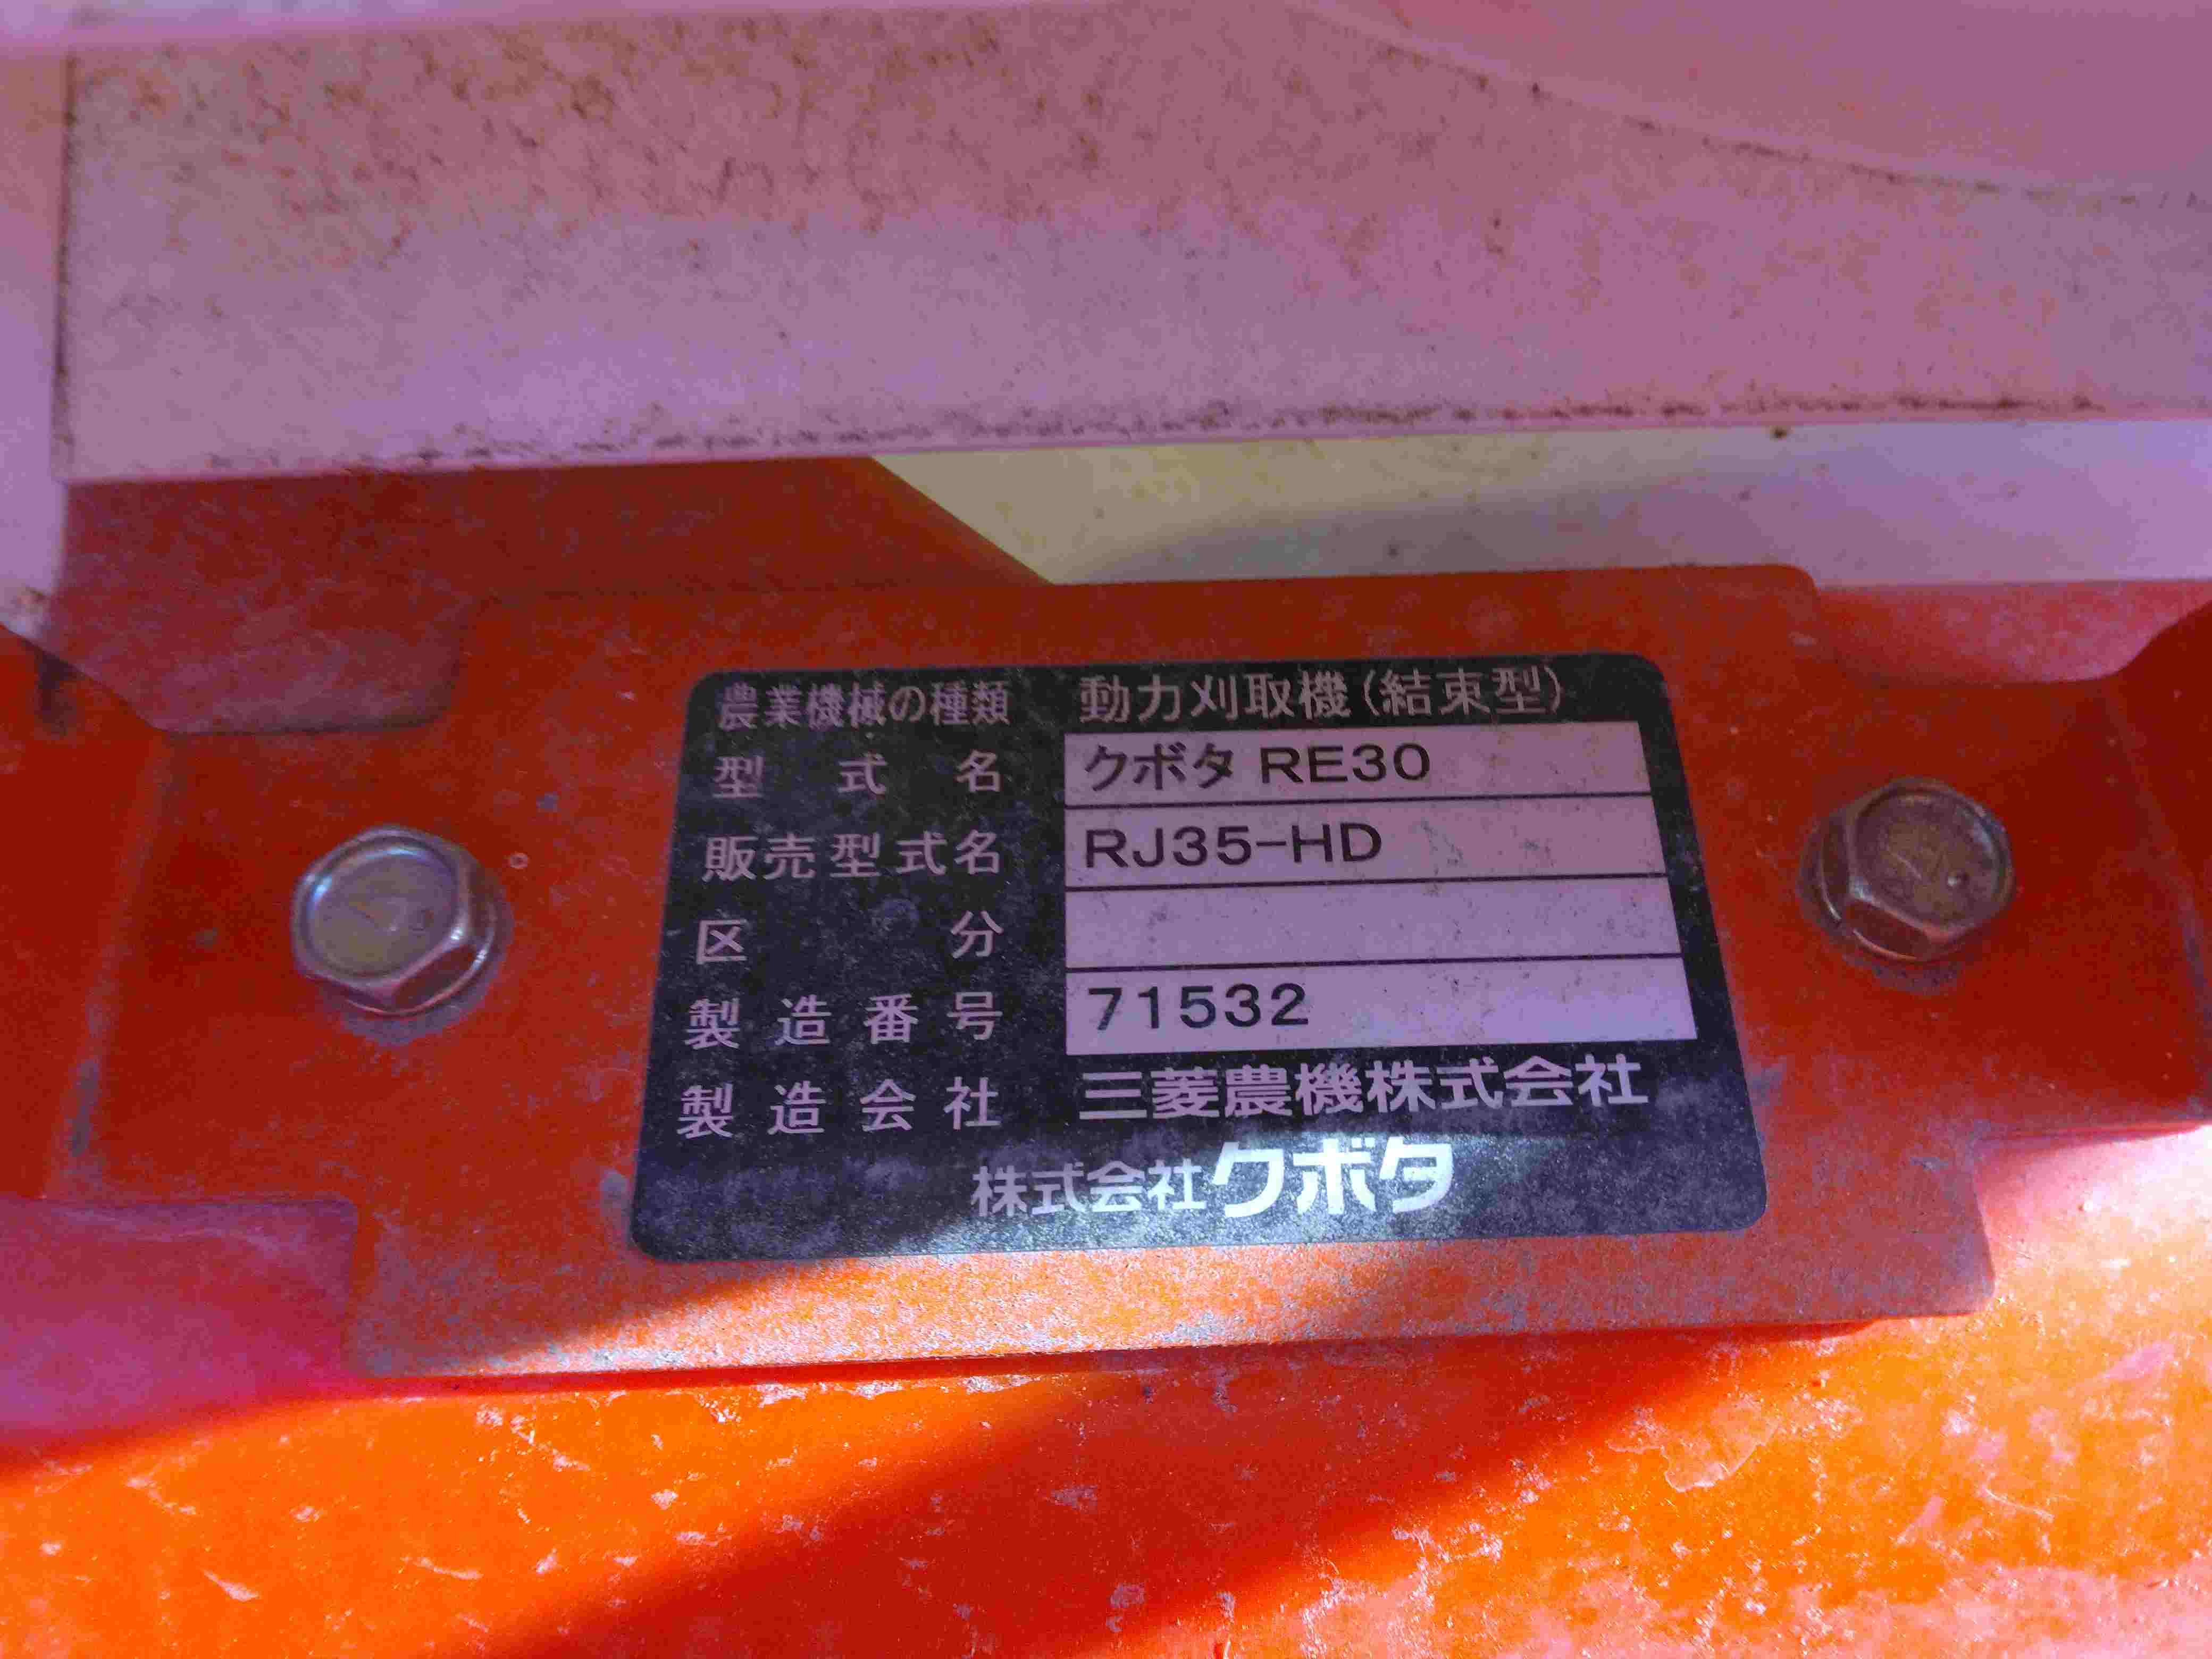 農業機械の種類 動力刈取機(結束型)
型式名 クボタ RE30
販売型式名 RJ35-HD
区分
製造番号 71532
製造会社 三菱農機株式会社
株式会社クボタ